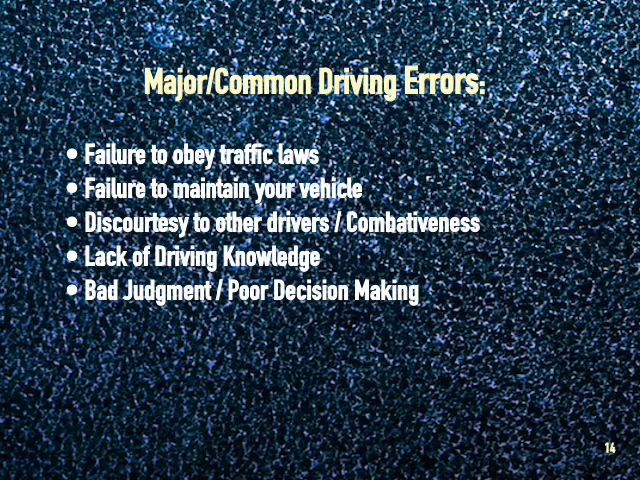 Major/Common Driving Errors:
• Failure to obey traffic laws
• Failure to maintain your vehicle
• Discourtesy to other drivers / Combativeness
• Lack of Driving Knowledge
• Bad Judgment / Poor Decision Making
14